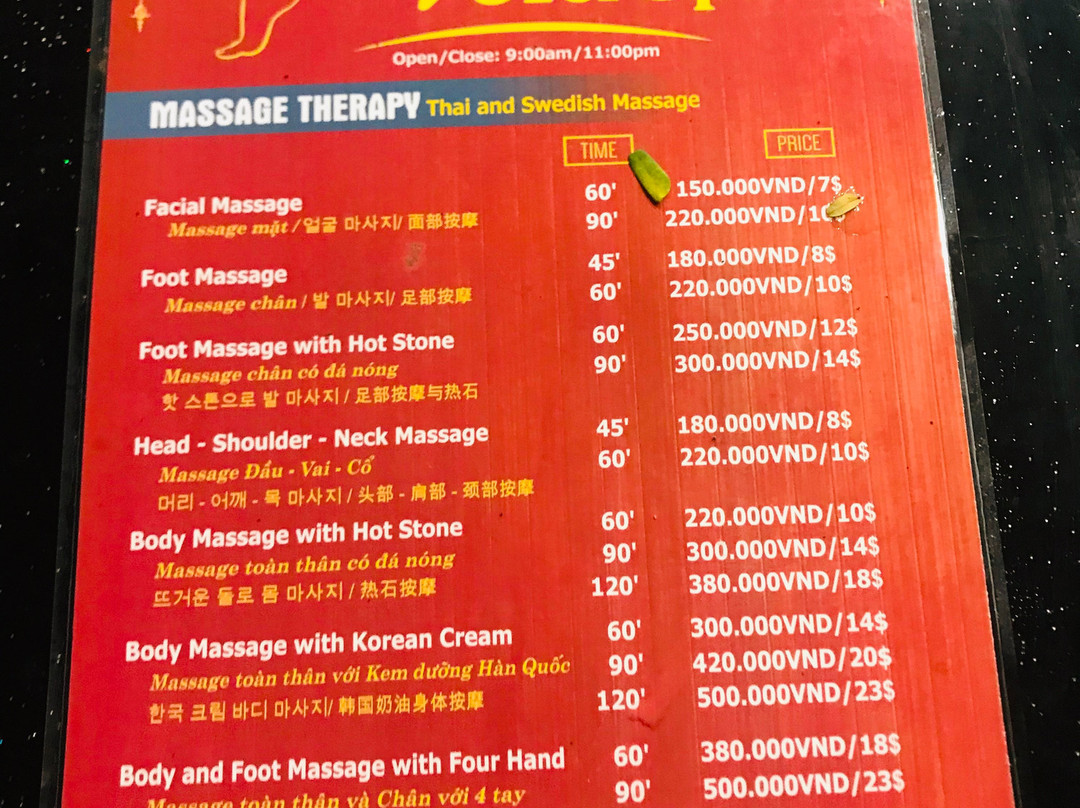 Open/Close: 9:00am/11:00pm
MASSAGE THERAPY Thai and Swedish Massage
TIME PRICE
Facial Massage 60' 150.000VND/7$
Massage mặt / 얼굴 마사지/ 面部按摩 90' 220.000VND/10
Foot Massage 45' 180.000VND/8$
Massage chân / 발 마사지/ 足部按摩 60' 220.000VND/10$
Foot Massage with Hot Stone 60' 250.000VND/12$
Massage chân có đá nóng 90' 300.000VND/14$
핫 스톤으로 발 마사지 / 足部按摩与热石
Head - Shoulder - Neck Massage 45' 180.000VND/8$
Massage Đầu - Vai - Cổ 60' 220.000VND/10$
머리 - 어깨 - 목 마사지 / 头部 - 肩部 - 颈部按摩
Body Massage with Hot Stone 60' 220.000VND/10$
Massage toàn thân có đá nóng 90' 300.000VND/14$
뜨거운 돌로 몸 마사지 / 热石按摩 120' 380.000VND/18$
Body Massage with Korean Cream 60' 300.000VND/14$
Massage toàn thân với Kem dưỡng Hàn Quốc 90' 420.000VND/20$
한국 크림 바디 마사지/ 韩国奶油身体按摩 120' 500.000VND/23$
Body and Foot Massage with Four Hand 60' 380.000VND/18$
Massage toàn thân và Chân với 4 tay 90' 500.000VND/23$